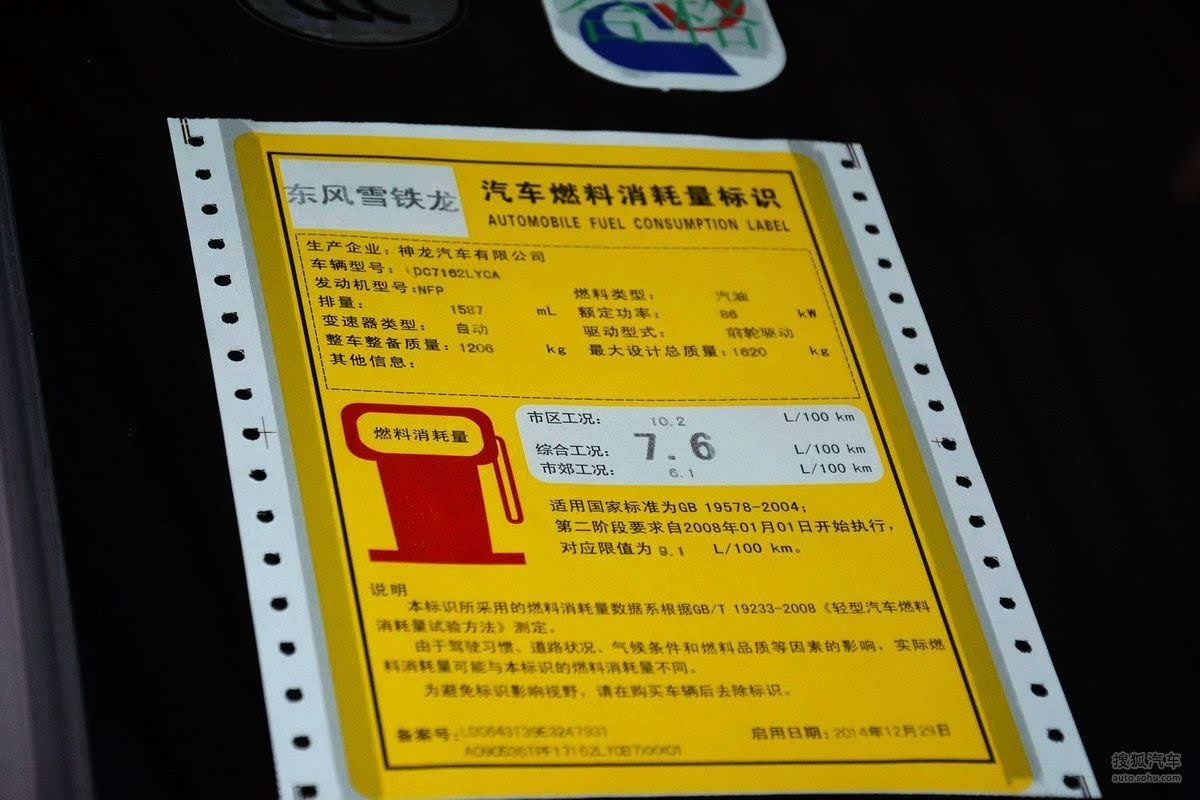 合格
东风雪铁龙
汽车燃料消耗量标识
AUTOMOBILE FUEL CONSUMPTION LABEL
生产企业：神龙汽车有限公司
车辆型号：DC7162LYCA
发动机型号：NFP 燃料类型： 汽油
排量： 1587 mL 额定功率： 86 kW
变速器类型： 自动 驱动型式： 前轮驱动
整车整备质量：1206 kg 最大设计总质量：1620 kg
其他信息：
燃料消耗量
市区工况： 10.2 L/100 km
综合工况： 7.6 L/100 km
市郊工况： 6.1 L/100 km
适用国家标准为GB 19578-2004；
第二阶段要求自2008年01月01日开始执行，
对应限值为 9.1 L/100 km。
说明
本标识所采用的燃料消耗量数据系根据GB/T 19233-2008《轻型汽车燃料
消耗量试验方法》测定。
由于驾驶习惯、道路状况、气候条件和燃料品质等因素的影响，实际燃
料消耗量可能与本标识的燃料消耗量不同。
为避免标识影响视野，请在购买车辆后去除标识。
备案号： 启用日期：2014年12月29日
搜狐汽车
auto.sohu.com